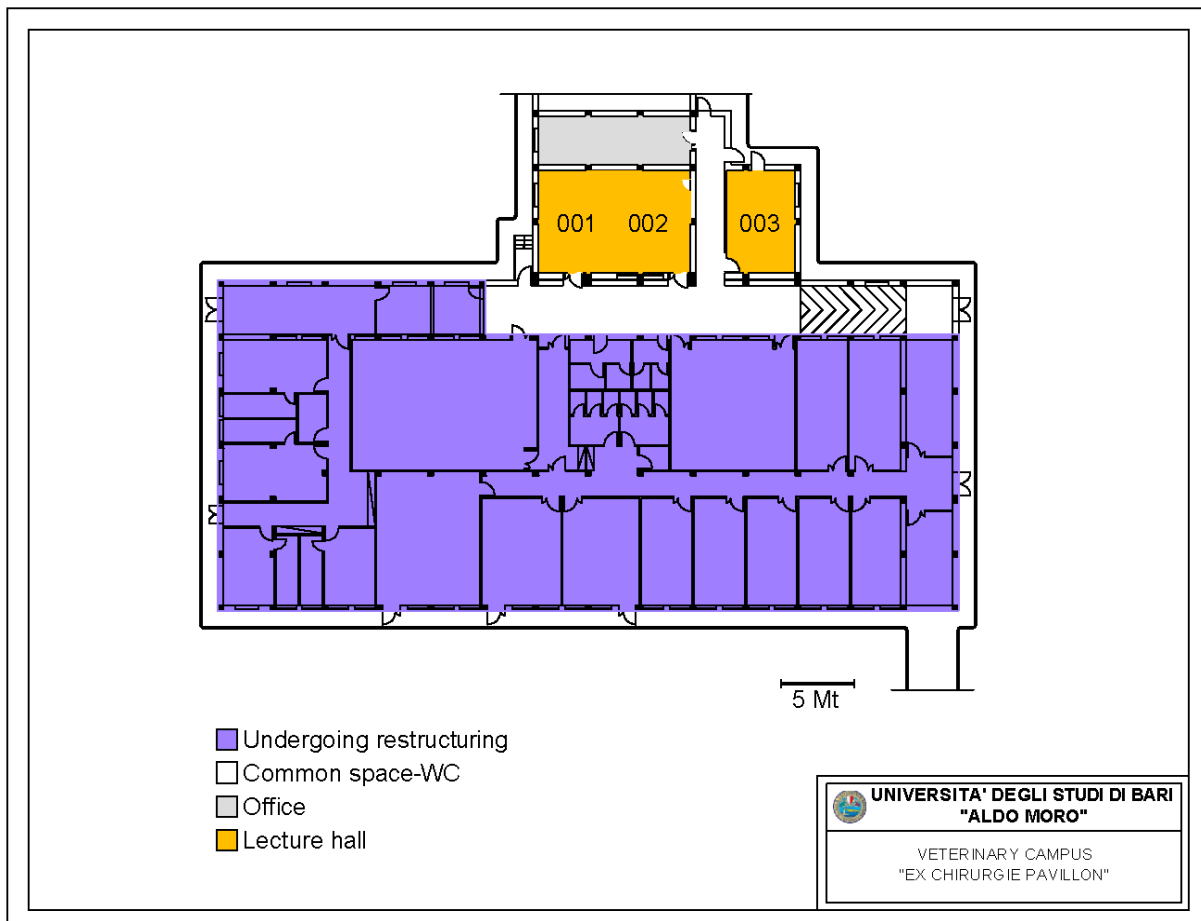 001
002
003
5 Mt
Undergoing restructuring
Common space-WC
Office
Lecture hall
UNIVERSITA' DEGLI STUDI DI BARI
"ALDO MORO"
VETERINARY CAMPUS
"EX CHIRURGIE PAVILLON"